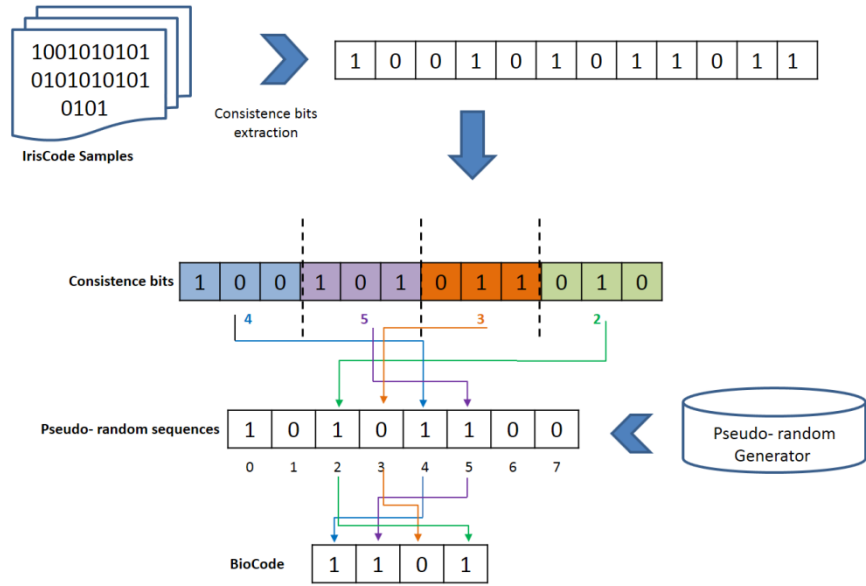 1001010101
0101010101
0101
IrisCode Samples
Consistence bits
extraction
1 0 0 1 0 1 0 1 1 0 1 1
Consistence bits
1 0 0 1 0 1 0 1 1 0 1 0
4 5 3 2
Pseudo- random sequences
1 0 1 0 1 1 0 0
0 1 2 3 4 5 6 7
Pseudo- random
Generator
BioCode
1 1 0 1